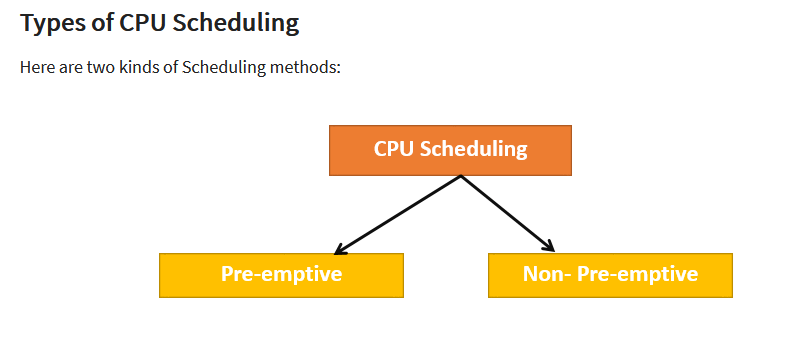 Types of CPU Scheduling
Here are two kinds of Scheduling methods:
CPU Scheduling
Pre-emptive
Non- Pre-emptive